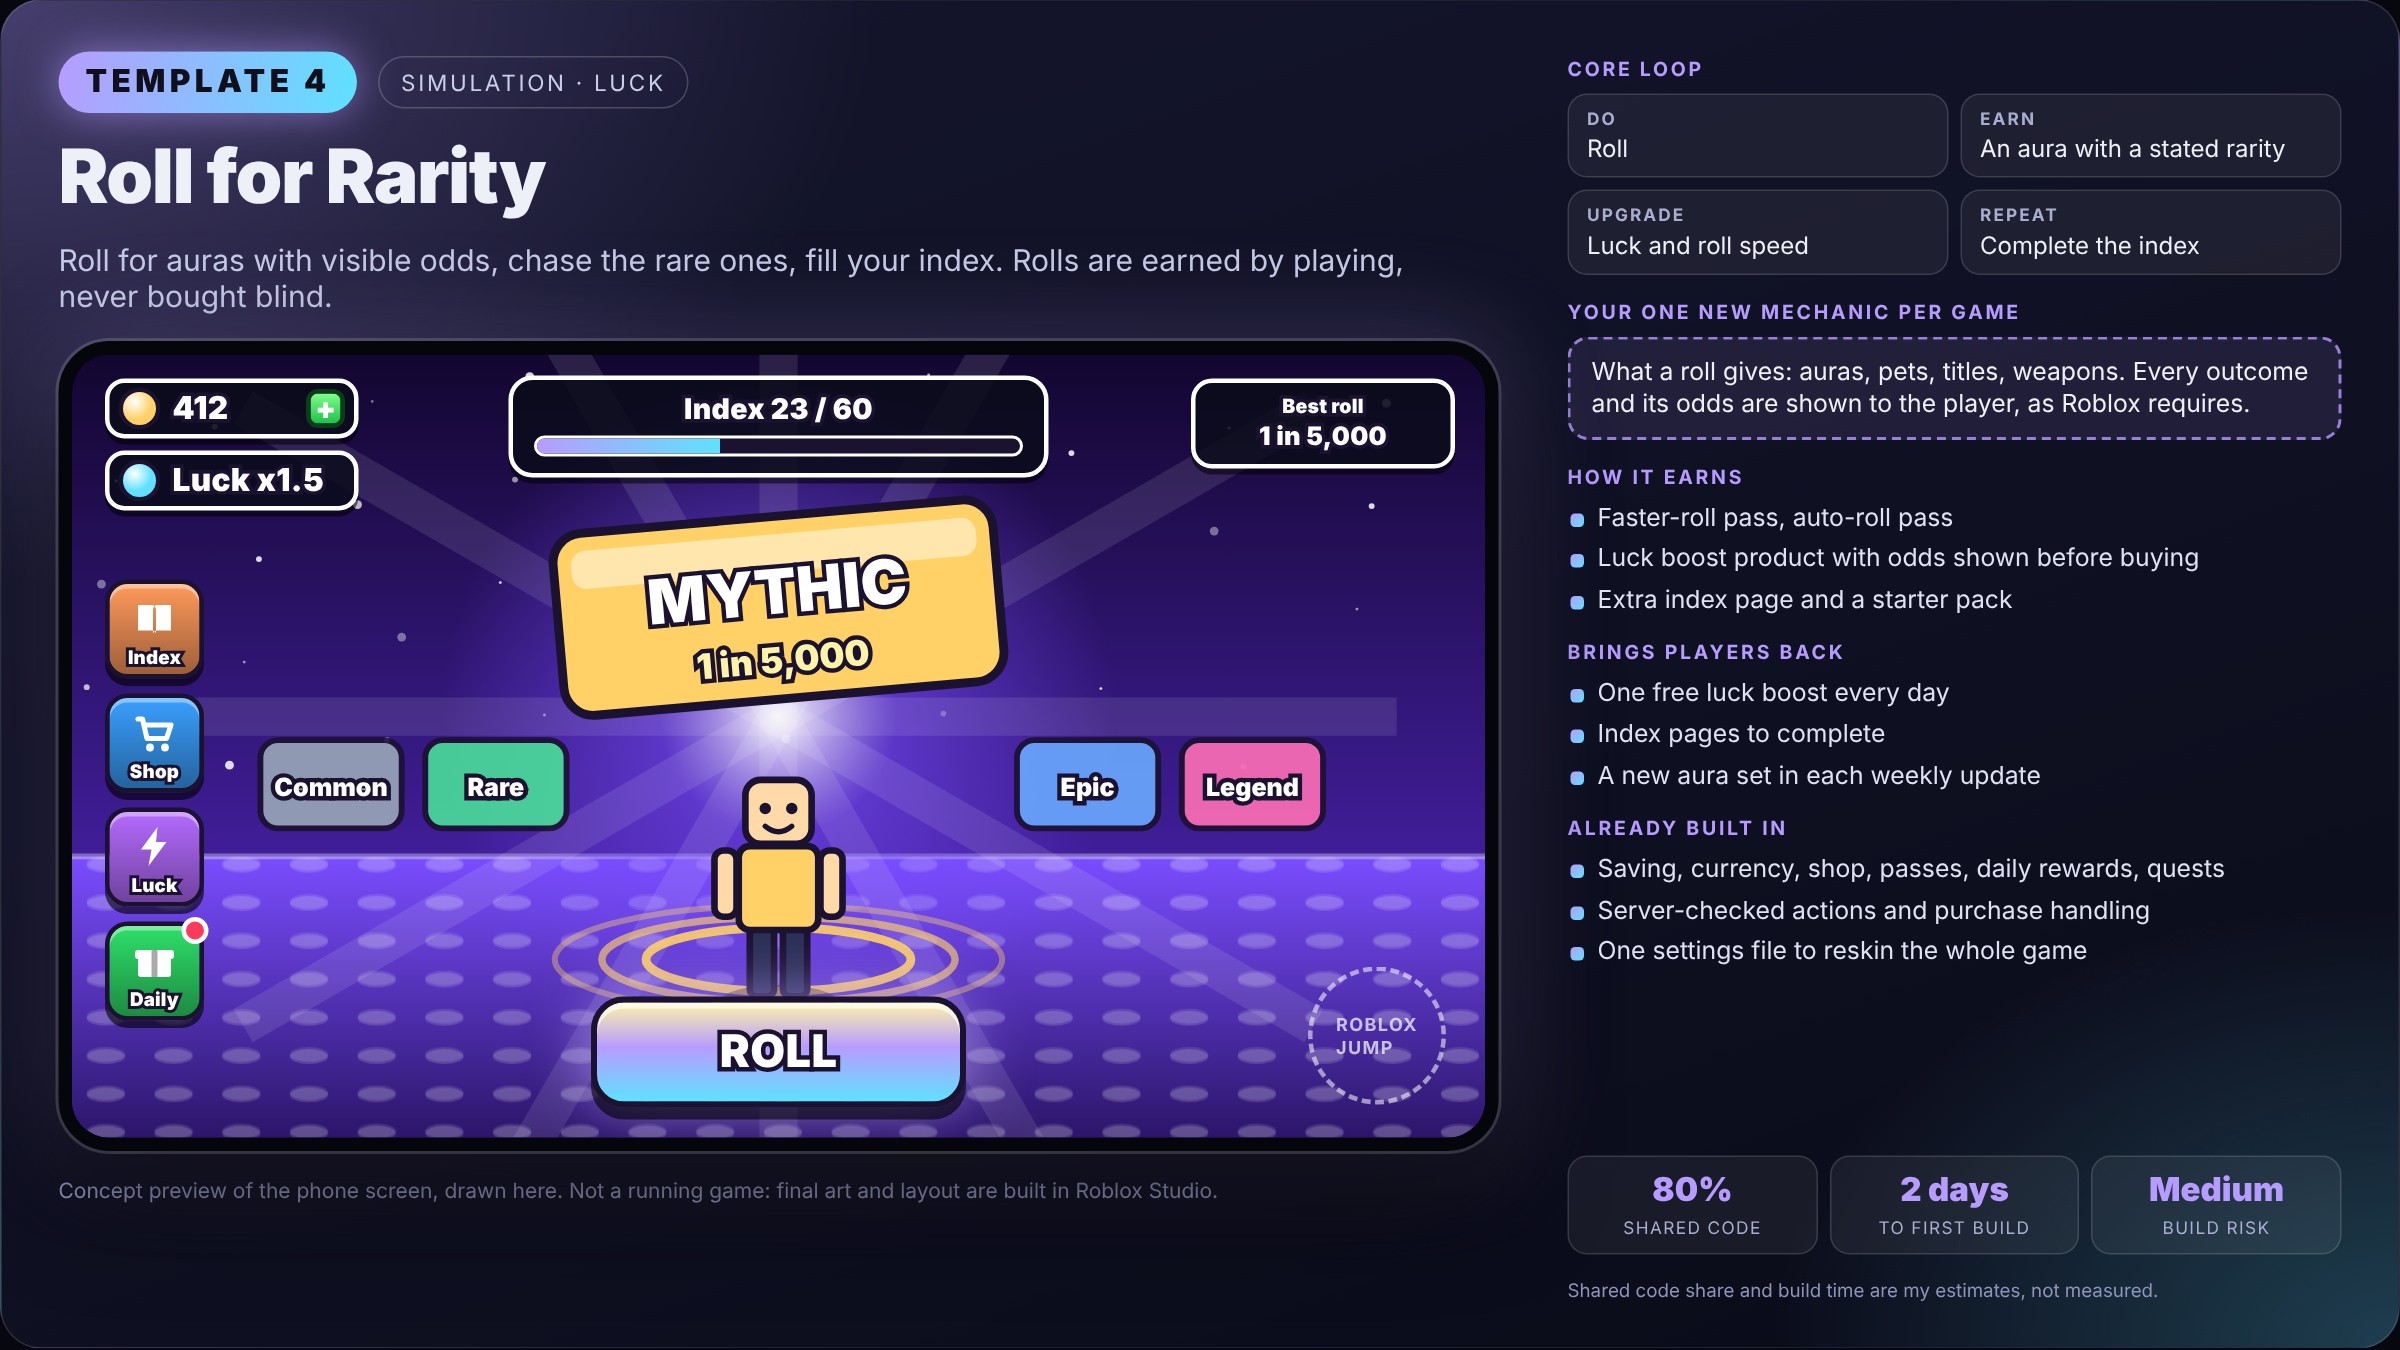 TEMPLATE 4
SIMULATION · LUCK
Roll for Rarity
Roll for auras with visible odds, chase the rare ones, fill your index. Rolls are earned by playing,
never bought blind.
412
Index 23 / 60
Best roll
1 in 5,000
Luck x1.5
MYTHIC
1 in 5,000
Index
Shop
Luck
Daily
Common
Rare
Epic
Legend
ROLL
ROBLOX
JUMP
Concept preview of the phone screen, drawn here. Not a running game: final art and layout are built in Roblox Studio.
CORE LOOP
DO
Roll
EARN
An aura with a stated rarity
UPGRADE
Luck and roll speed
REPEAT
Complete the index
YOUR ONE NEW MECHANIC PER GAME
What a roll gives: auras, pets, titles, weapons. Every outcome
and its odds are shown to the player, as Roblox requires.
HOW IT EARNS
Faster-roll pass, auto-roll pass
Luck boost product with odds shown before buying
Extra index page and a starter pack
BRINGS PLAYERS BACK
One free luck boost every day
Index pages to complete
A new aura set in each weekly update
ALREADY BUILT IN
Saving, currency, shop, passes, daily rewards, quests
Server-checked actions and purchase handling
One settings file to reskin the whole game
80%
SHARED CODE
2 days
TO FIRST BUILD
Medium
BUILD RISK
Shared code share and build time are my estimates, not measured.